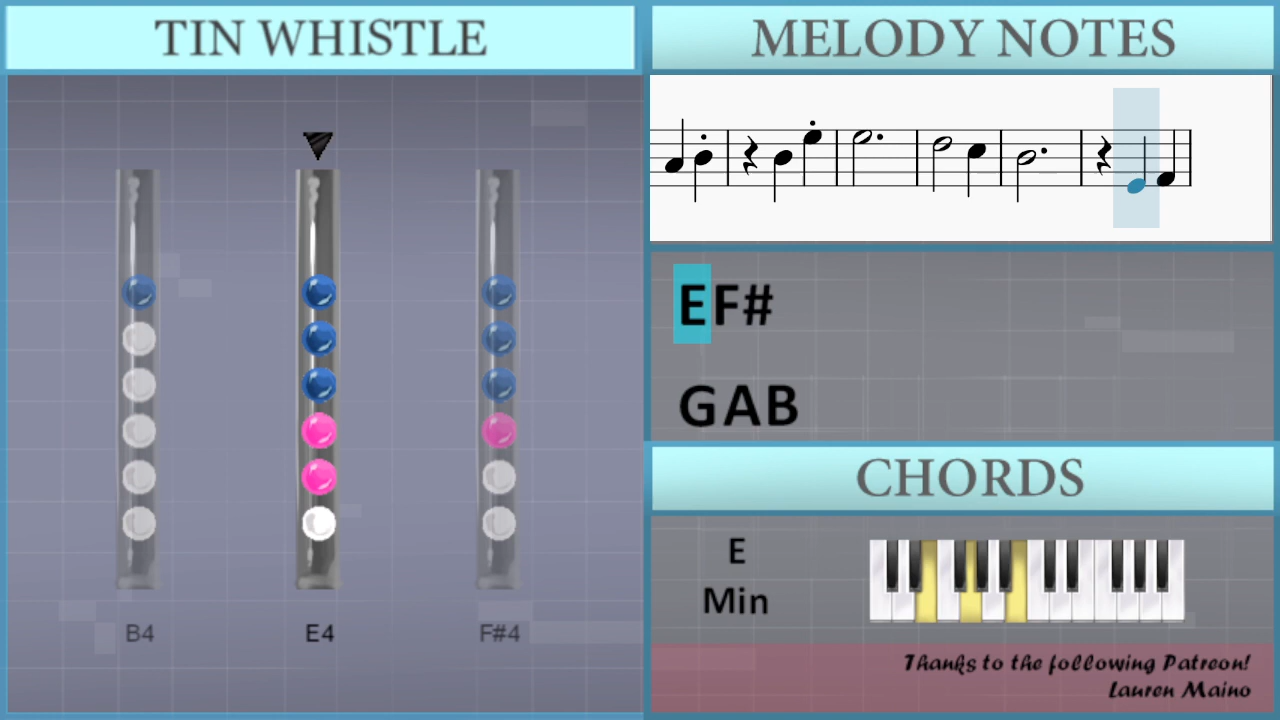 TIN WHISTLE
B4
E4
F#4
MELODY NOTES
EF#
GAB
CHORDS
E
Min
Thanks to the following Patreon!
Lauren Maino